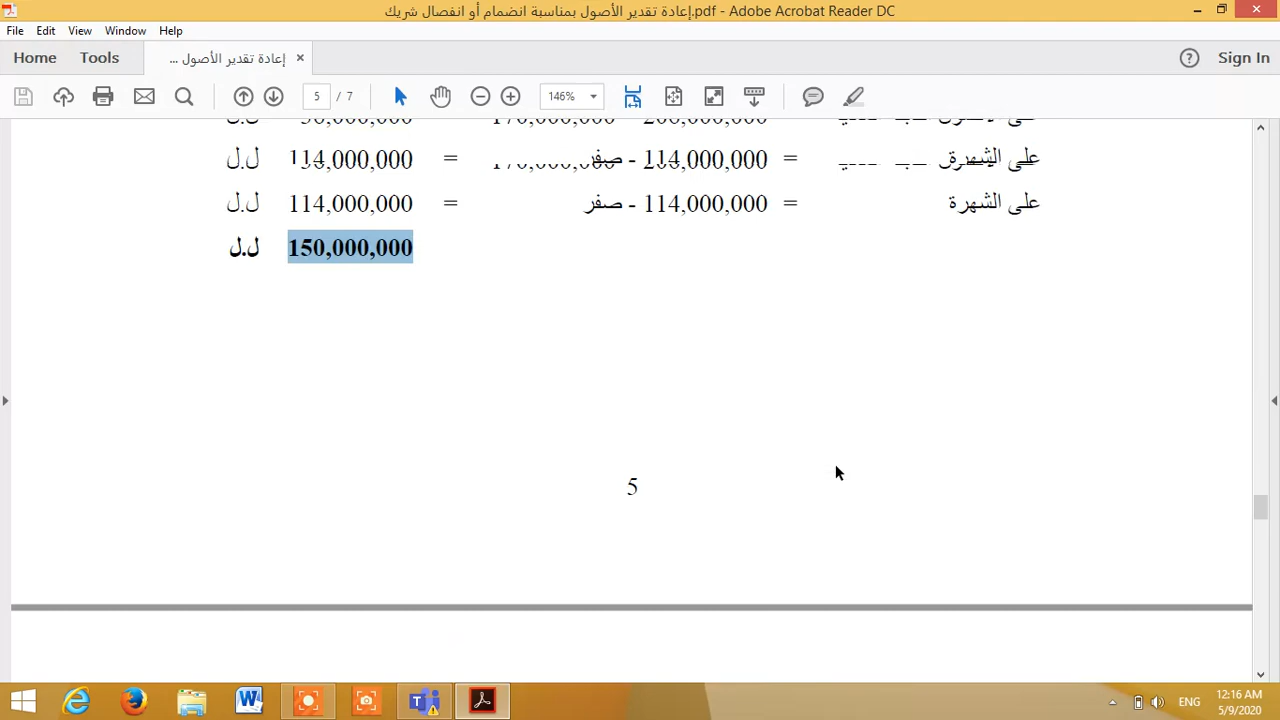 إعادة تقدير الأصول بمناسبة انضمام أو انفصال شريك.pdf - Adobe Acrobat Reader DC
File Edit View Window Help
Home Tools إعادة تقدير الأصول ... × Sign In
5 / 7 146%
على الشهرة = 114,000,000 - صفر = 114,000,000 ل.ل
على الشهرة = 114,000,000 - صفر = 114,000,000 ل.ل
150,000,000 ل.ل
5
ENG 12:16 AM
5/9/2020